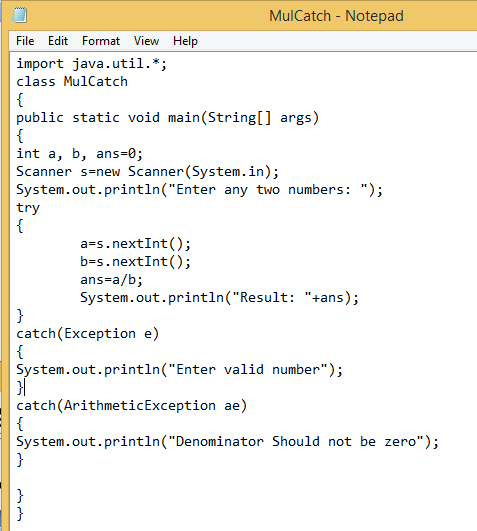 MulCatch - Notepad
File Edit Format View Help
import java.util.*;
class MulCatch
{
public static void main(String[] args)
{
int a, b, ans=0;
Scanner s=new Scanner(System.in);
System.out.println("Enter any two numbers: ");
try
{
        a=s.nextInt();
        b=s.nextInt();
        ans=a/b;
        System.out.println("Result: "+ans);
}
catch(Exception e)
{
System.out.println("Enter valid number");
}
catch(ArithmeticException ae)
{
System.out.println("Denominator Should not be zero");
}

}
}